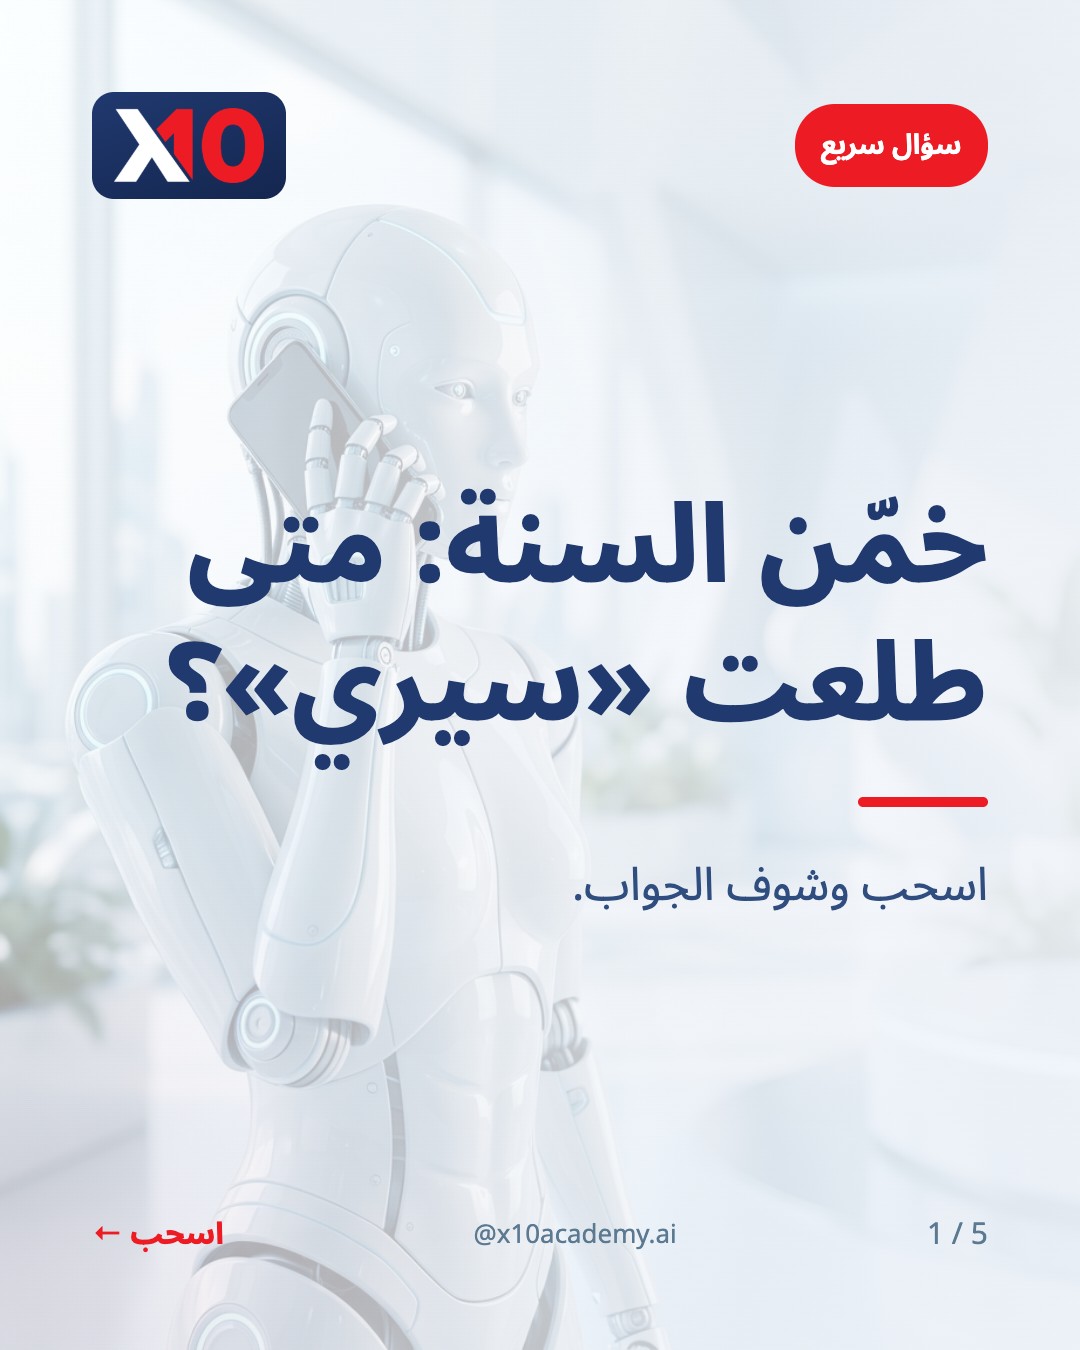 X10
سؤال سريع
خمّن السنة: متى
طلعت «سيري»؟
اسحب وشوف الجواب.
اسحب ←
@x10academy.ai
1 / 5